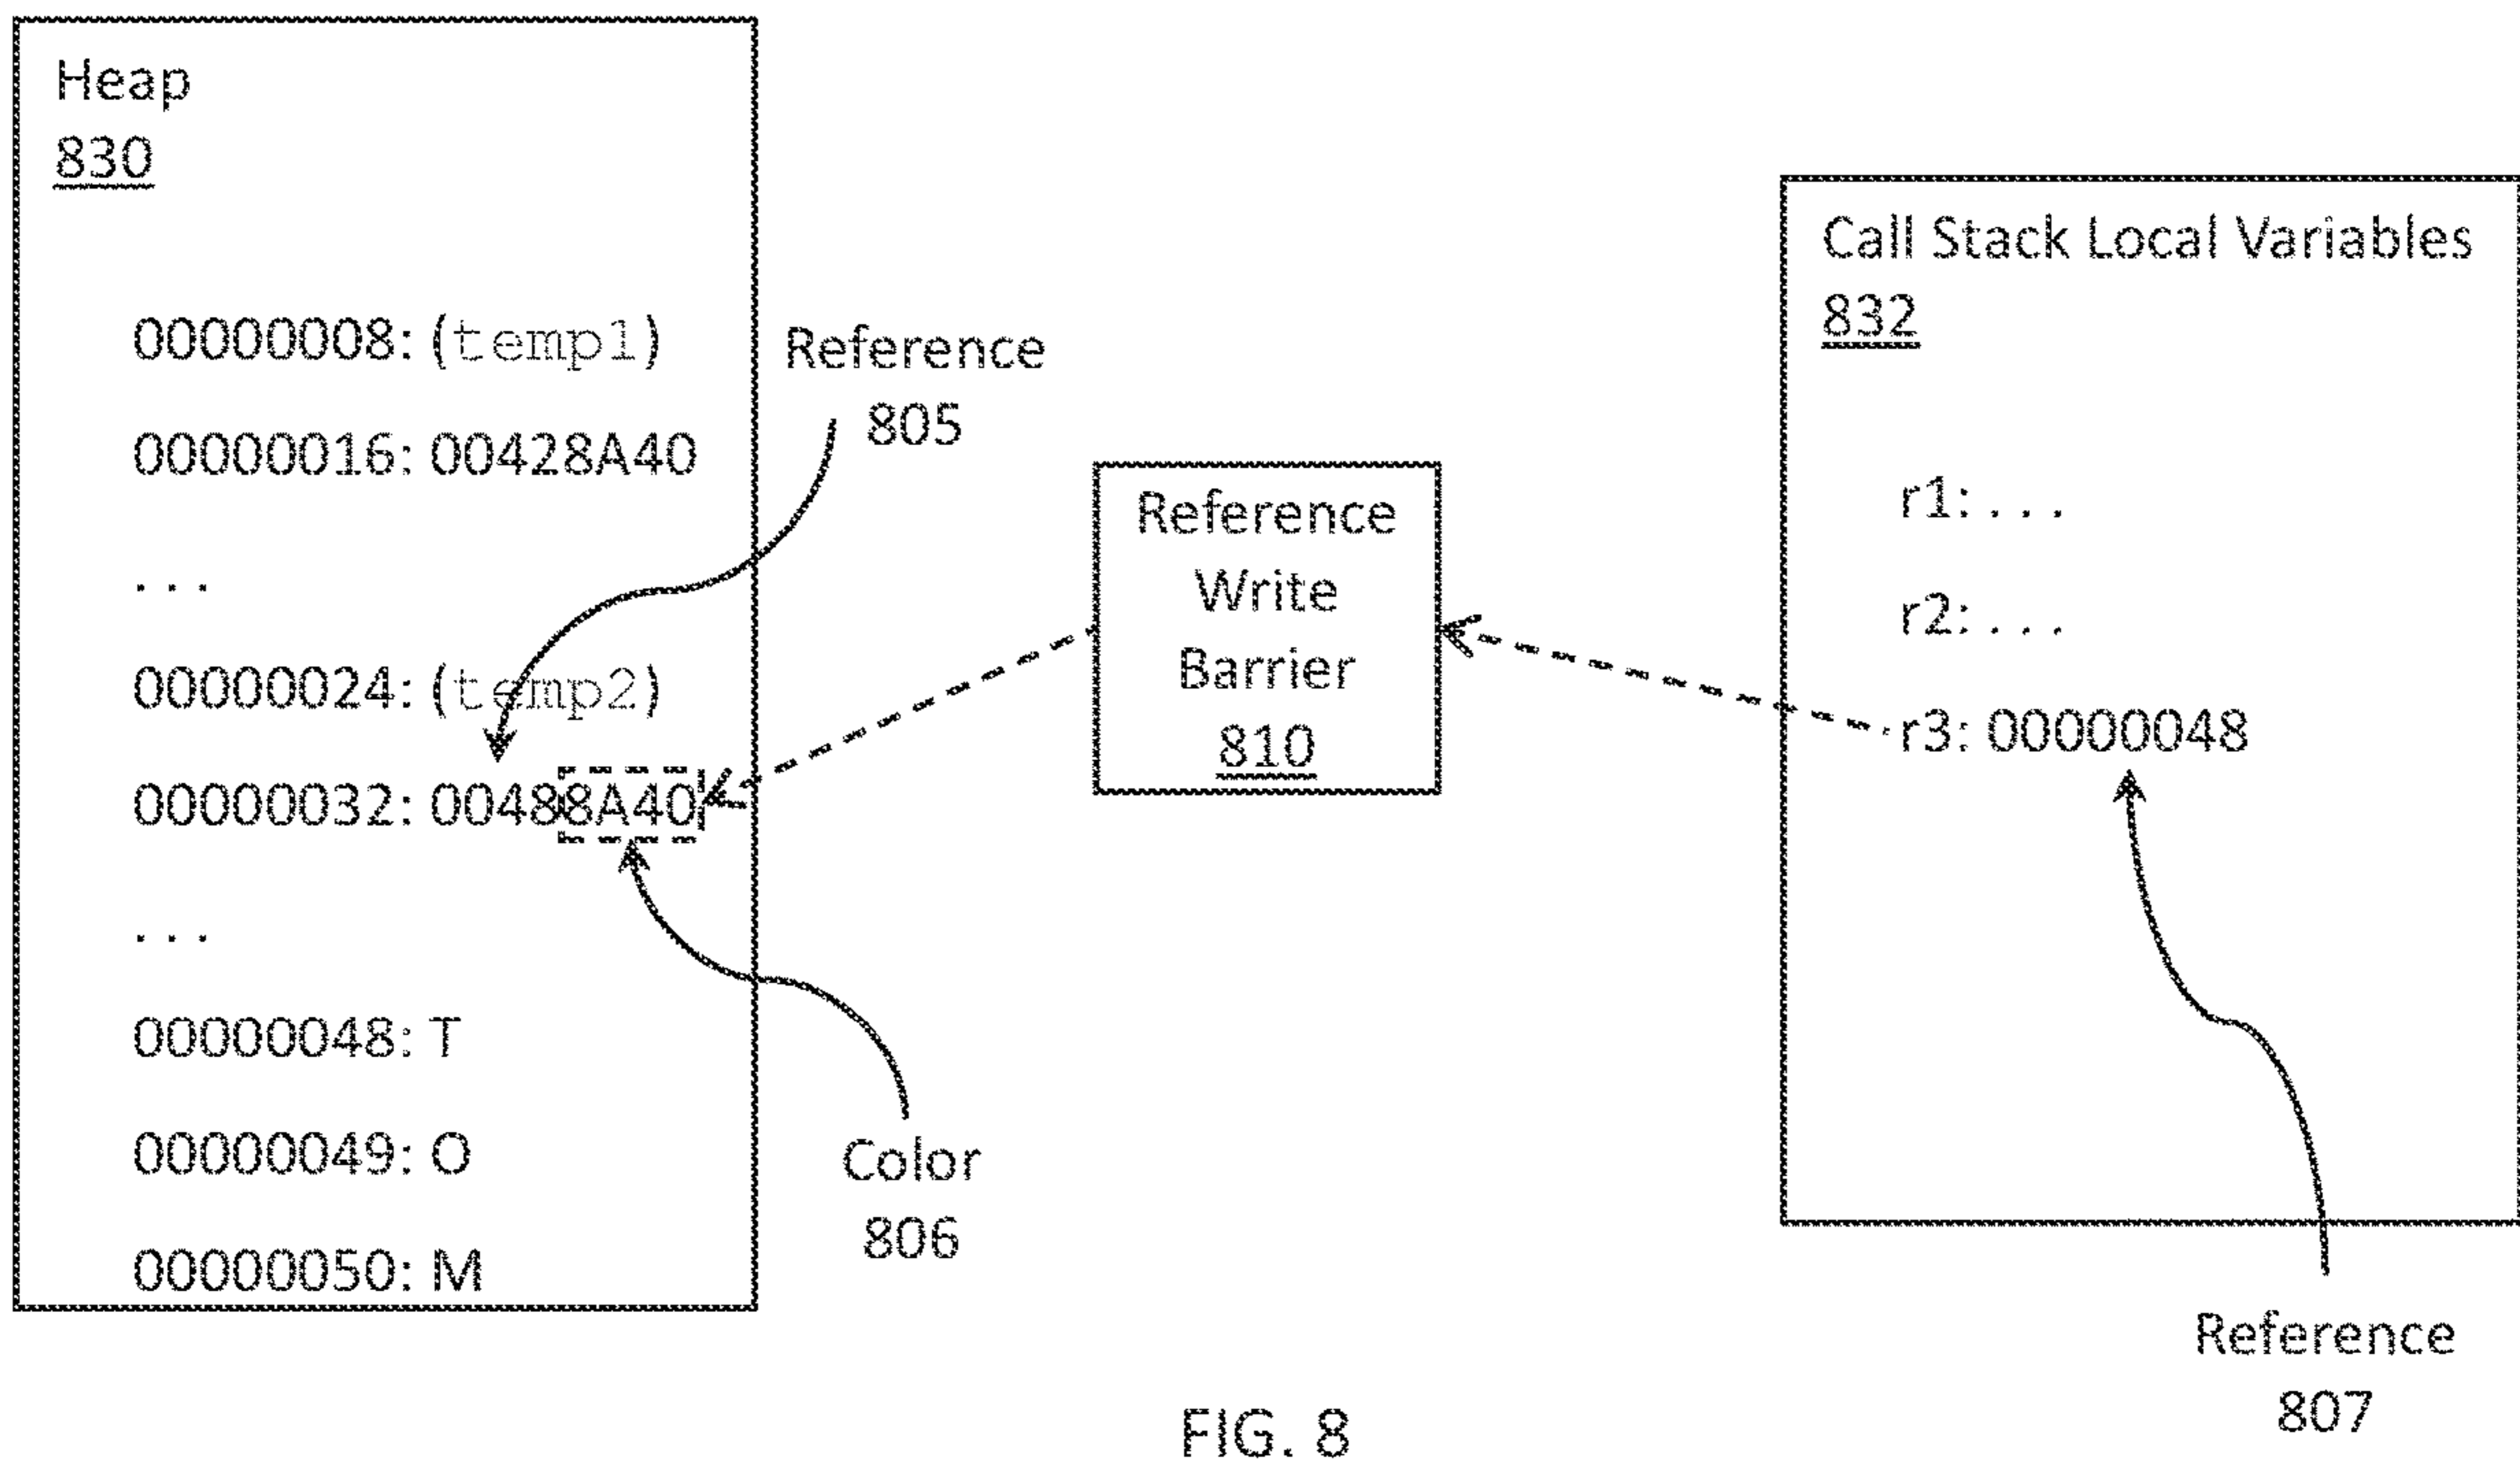 Heap
830
00000008: (temp1)
00000016: 00428A40
...
00000024: (temp2)
00000032: 00488A40
...
00000048: T
00000049: O
00000050: M
Reference
805
Color
806
Reference
Write
Barrier
810
Call Stack Local Variables
832
r1: ...
r2: ...
r3: 00000048
Reference
807
FIG. 8